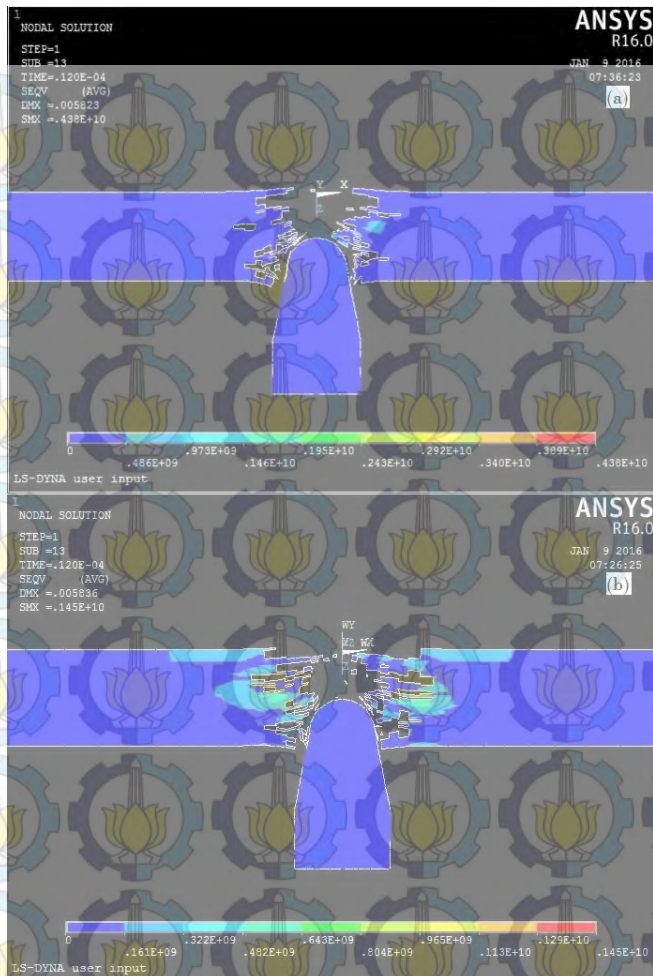 1
NODAL SOLUTION
STEP=1
SUB =13
TIME=.120E-04
SEQV (AVG)
DMX =.005823
SMX =.438E+10
ANSYS
R16.0
JAN 9 2016
07:36:23
(a)
Y X
0 .973E+09 .195E+10 .292E+10 .389E+10
.486E+09 .146E+10 .243E+10 .340E+10 .438E+10
LS-DYNA user input
1
NODAL SOLUTION
STEP=1
SUB =13
TIME=.120E-04
SEQV (AVG)
DMX =.005836
SMX =.145E+10
ANSYS
R16.0
JAN 9 2016
07:26:25
(b)
WY
WZ WX
0 .322E+09 .643E+09 .965E+09 .129E+10
.161E+09 .482E+09 .804E+09 .113E+10 .145E+10
LS-DYNA user input